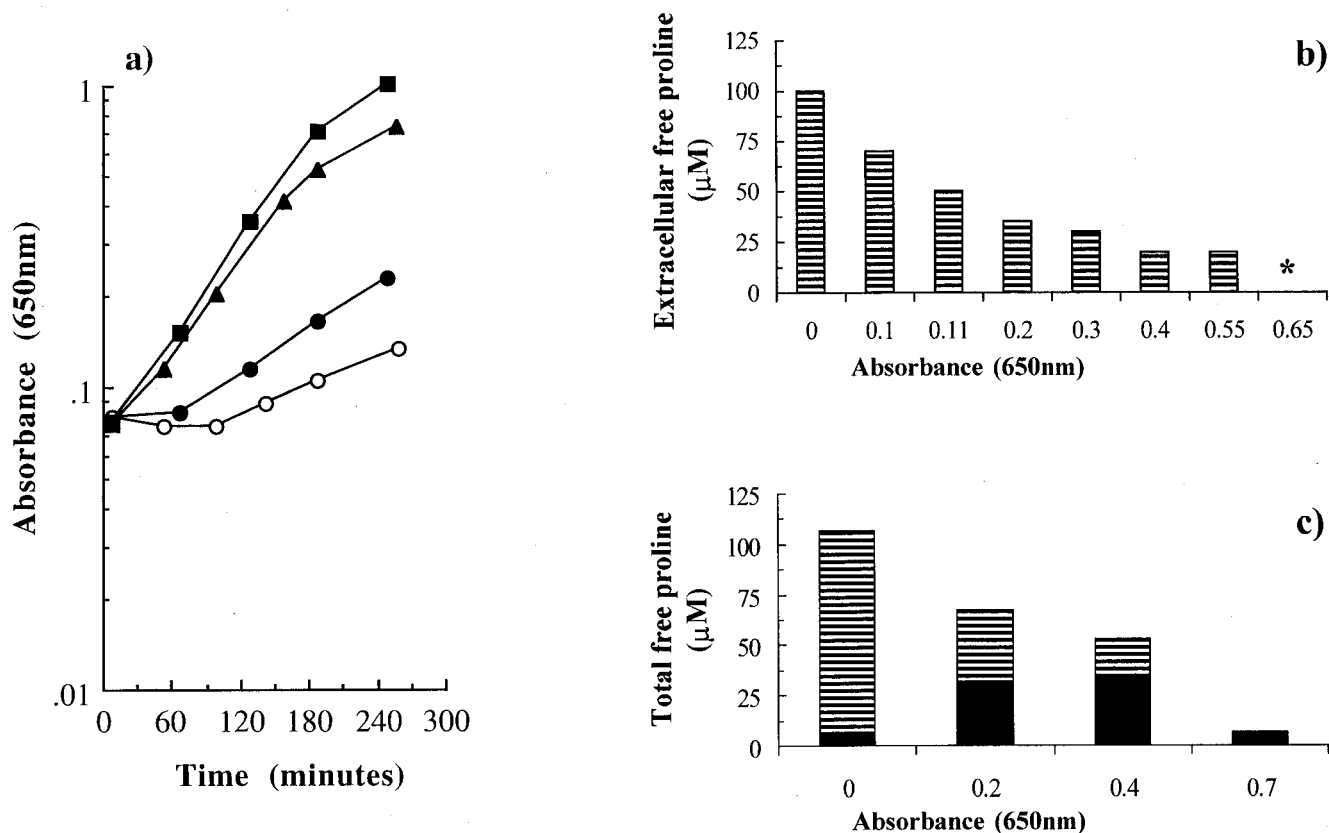 a)
1
.1
.01
0 60 120 180 240 300
Absorbance (650nm)
Time (minutes)
b)
125
100
75
50
25
0
Extracellular free proline
(µM)
*
0 0.1 0.11 0.2 0.3 0.4 0.55 0.65
Absorbance (650nm)
c)
125
100
75
50
25
0
Total free proline
(µM)
0 0.2 0.4 0.7
Absorbance (650nm)